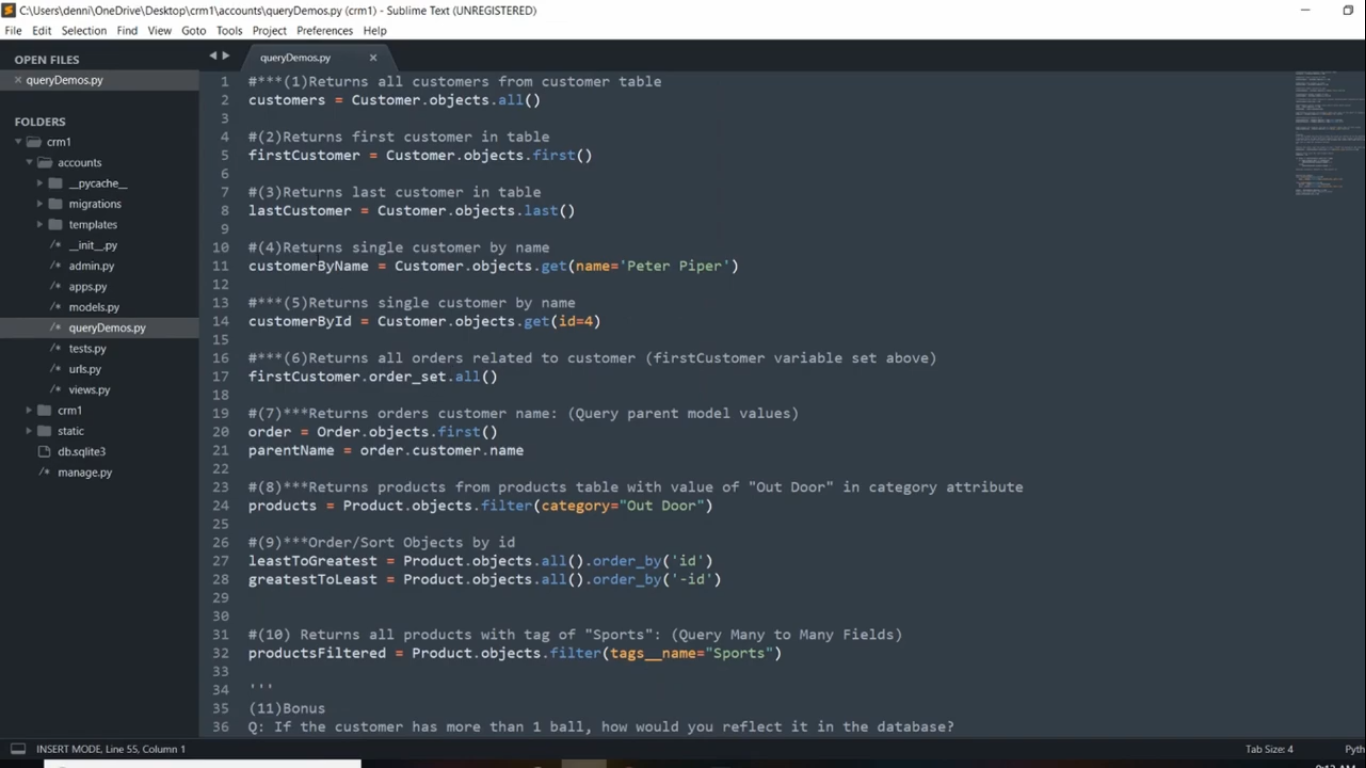 C:\Users\denni\OneDrive\Desktop\crm1\accounts\queryDemos.py (crm1) - Sublime Text (UNREGISTERED)
File Edit Selection Find View Goto Tools Project Preferences Help
OPEN FILES
queryDemos.py
FOLDERS
crm1
accounts
__pycache__
migrations
templates
__init__.py
admin.py
apps.py
models.py
queryDemos.py
tests.py
urls.py
views.py
crm1
static
db.sqlite3
manage.py
queryDemos.py
1 #***(1)Returns all customers from customer table
2 customers = Customer.objects.all()
3
4 #(2)Returns first customer in table
5 firstCustomer = Customer.objects.first()
6
7 #(3)Returns last customer in table
8 lastCustomer = Customer.objects.last()
9
10 #(4)Returns single customer by name
11 customerByName = Customer.objects.get(name='Peter Piper')
12
13 #***(5)Returns single customer by name
14 customerById = Customer.objects.get(id=4)
15
16 #***(6)Returns all orders related to customer (firstCustomer variable set above)
17 firstCustomer.order_set.all()
18
19 #(7)***Returns orders customer name: (Query parent model values)
20 order = Order.objects.first()
21 parentName = order.customer.name
22
23 #(8)***Returns products from products table with value of "Out Door" in category attribute
24 products = Product.objects.filter(category="Out Door")
25
26 #(9)***Order/Sort Objects by id
27 leastToGreatest = Product.objects.all().order_by('id')
28 greatestToLeast = Product.objects.all().order_by('-id')
29
30
31 #(10) Returns all products with tag of "Sports": (Query Many to Many Fields)
32 productsFiltered = Product.objects.filter(tags__name="Sports")
33
34 '''
35 (11)Bonus
36 Q: If the customer has more than 1 ball, how would you reflect it in the database?
INSERT MODE, Line 55, Column 1
Tab Size: 4